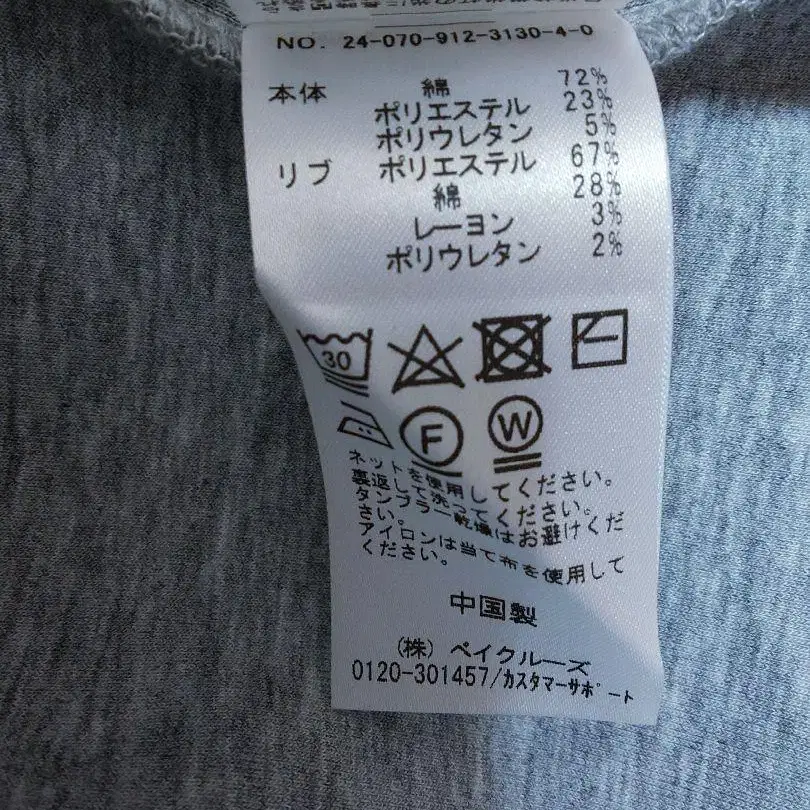 NO. 24-070-912-3130-4-0
本体 綿 72%
ポリエステル 23%
ポリウレタン 5%
リブ ポリエステル 67%
綿 28%
レーヨン 3%
ポリウレタン 2%
30
F W
ネットを使用してください。
裏返して洗ってください。
タンブラー乾燥はお避けくだ
さい。
アイロンは当て布を使用して
ください。
中国製
(株) ベイクルーズ
0120-301457/カスタマーサポート